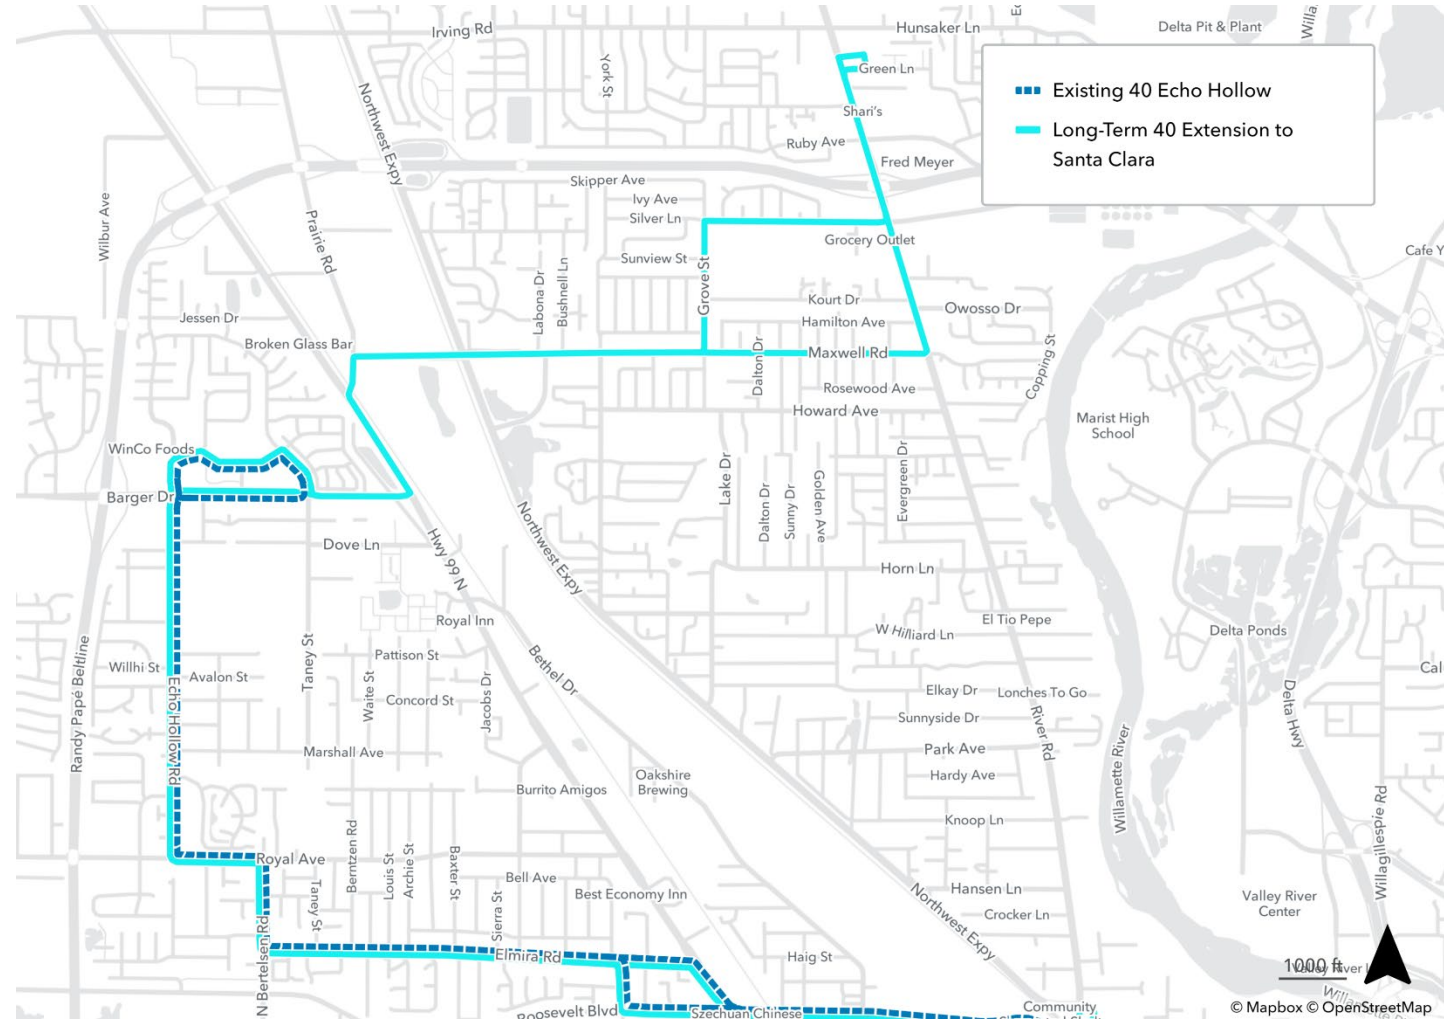 Irving Rd
Hunsaker Ln
Delta Pit & Plant
York St
Green Ln
Northwest Expy
Shari's
Ruby Ave
Fred Meyer
Existing 40 Echo Hollow
Long-Term 40 Extension to
Santa Clara
Skipper Ave
Ivy Ave
Silver Ln
Wilbur Ave
Prairie Rd
Grocery Outlet
Cafe Y
Sunview St
Grove St
Labona Dr
Bushnell Ln
Kourt Dr
Owosso Dr
Jessen Dr
Hamilton Ave
Broken Glass Bar
Maxwell Rd
Dalton Dr
Copping St
Rosewood Ave
Howard Ave
Marist High
School
WinCo Foods
Barger Dr
Lake Dr
Dalton Dr
Sunny Dr
Golden Ave
Evergreen Dr
Northwest Expy
Dove Ln
Hwy 99 N
Horn Ln
Royal Inn
El Tio Pepe
W Hilliard Ln
Delta Ponds
Willhi St
Avalon St
Taney St
Pattison St
Waite St
Concord St
Jacobs Dr
Bethel Dr
Cal
Elkay Dr
Lonches To Go
Sunnyside Dr
River Rd
Delta Hwy
Randy Papé Beltline
Echo Hollow Rd
Marshall Ave
Park Ave
Willamette River
Burrito Amigos
Oakshire
Brewing
Hardy Ave
Knoop Ln
Willagillespie Rd
Royal Ave
Berntzen Rd
Louis St
Archie St
Baxter St
Taney St
Bell Ave
Best Economy Inn
Hansen Ln
Crocker Ln
Valley River
Center
Northwest Expy
N Bertelsen Rd
Sierra St
Elmira Rd
Haig St
1000 ft
Roosevelt Blvd
Szechuan Chinese
Community
© Mapbox © OpenStreetMap